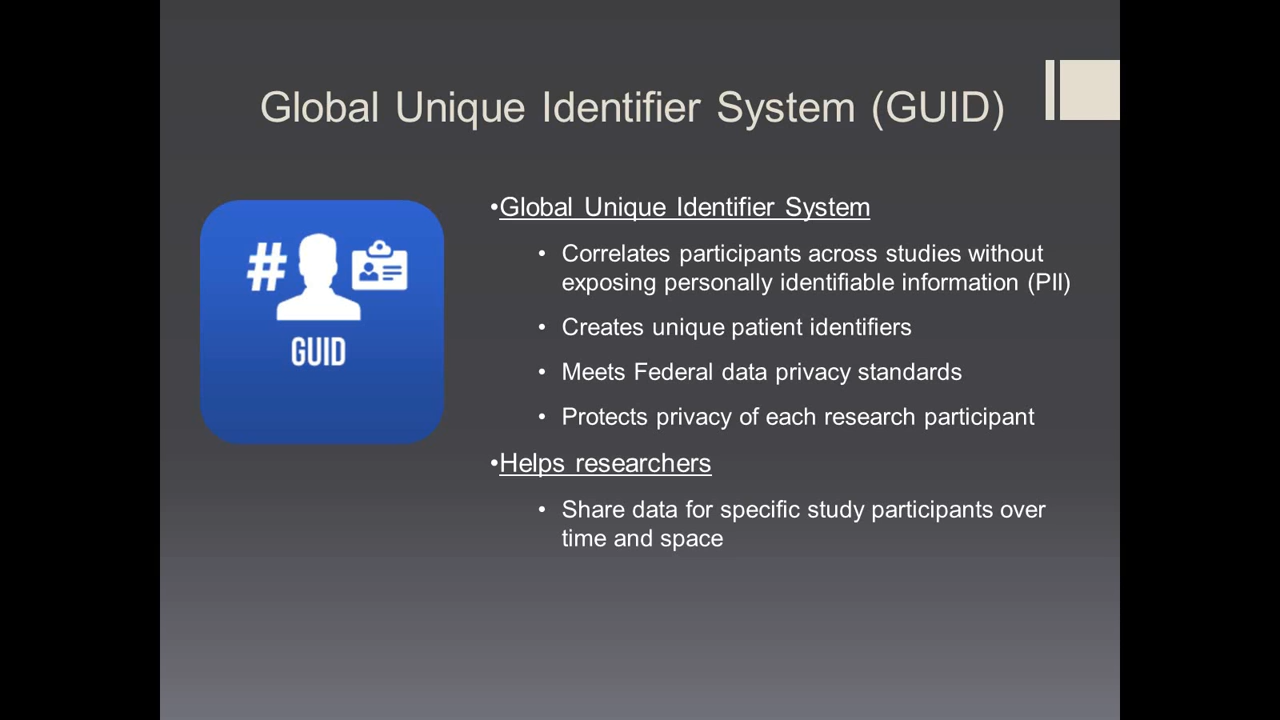 Global Unique Identifier System (GUID)
#
GUID
•Global Unique Identifier System
• Correlates participants across studies without
exposing personally identifiable information (PII)
• Creates unique patient identifiers
• Meets Federal data privacy standards
• Protects privacy of each research participant
•Helps researchers
• Share data for specific study participants over
time and space